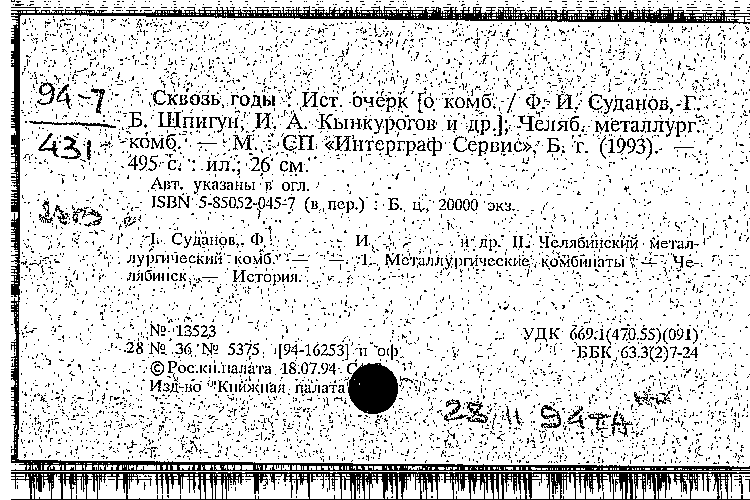 94-7
431
Сквозь годы : Ист. очерк [о комб. / Ф. И. Суданов, Г.
Б. Шпигун, И. А. Кынкурогов и др.]; Челяб. металлург.
комб. — М. : СП «Интерграф Сервис», Б. г. (1993). —
495 с. : ил.; 26 см.
Авт. указаны в огл.
ISBN 5-85052-045-7 (в пер.) : Б. ц., 20000 экз.
I. Суданов, Ф. И. и др. II. Челябинский метал-
лургический комб. — — 1. Металлургические комбинаты — Че-
лябинск — История.
№ 13523
28 № 36 № 5375 [94-16253] п оф
УДК 669.1(470.55)(091)
ББК 63.3(2)7-24
©Рос.кн.палата 18.07.94
Изд-во "Книжная палата
28 11 94